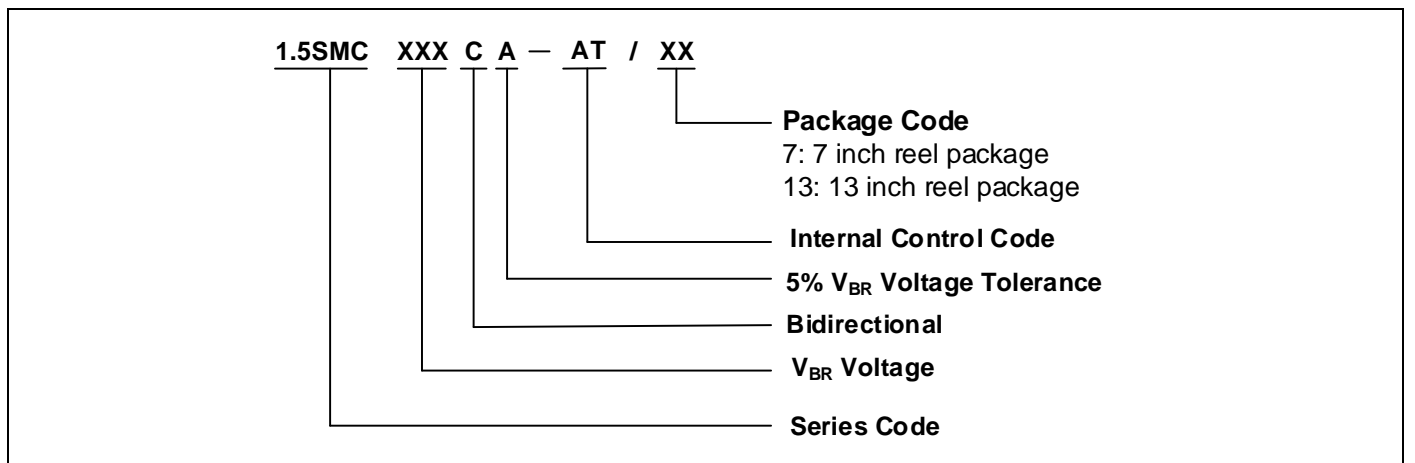 1.5SMC XXX C A — AT / XX
Package Code
7: 7 inch reel package
13: 13 inch reel package
Internal Control Code
5% VBR Voltage Tolerance
Bidirectional
VBR Voltage
Series Code